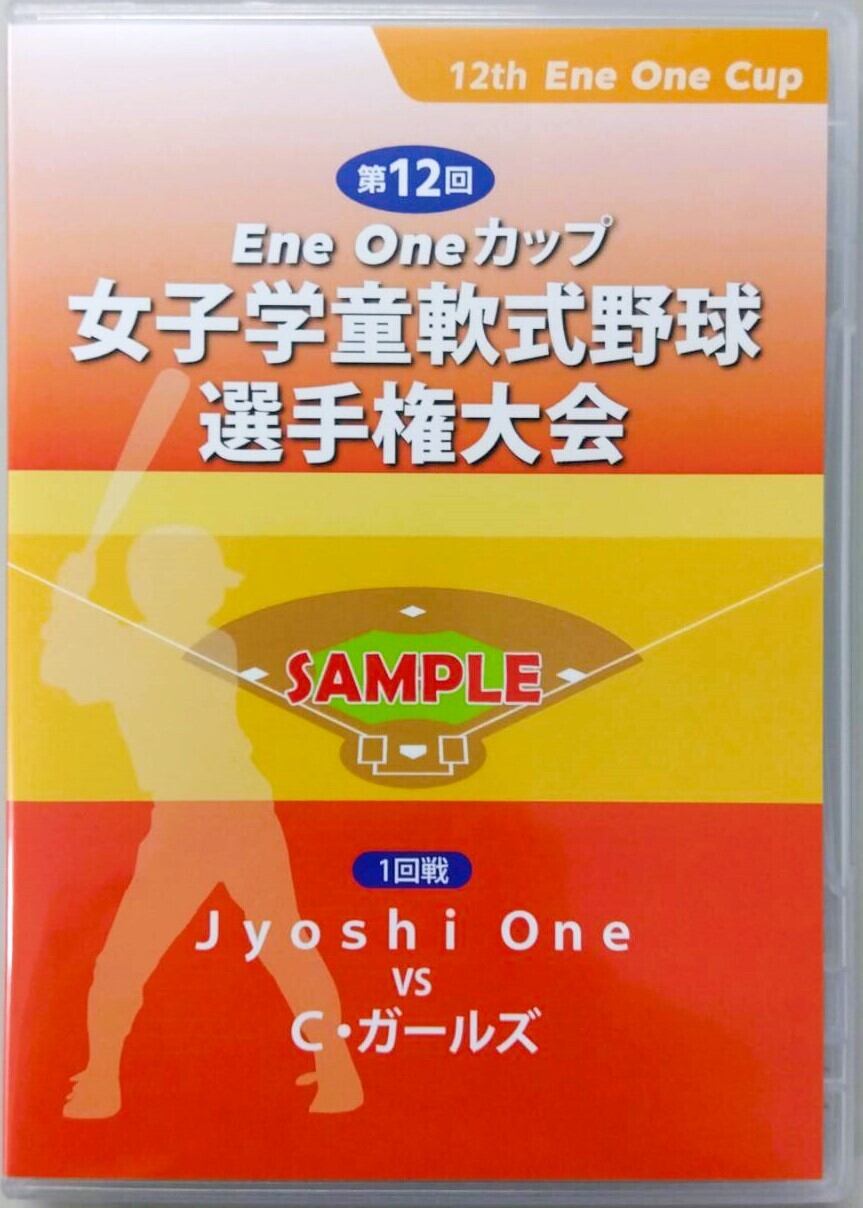 12th Ene One Cup
第12回
Ene Oneカップ
女子学童軟式野球
選手権大会
SAMPLE
1回戦
Jyoshi One
VS
C・ガールズ